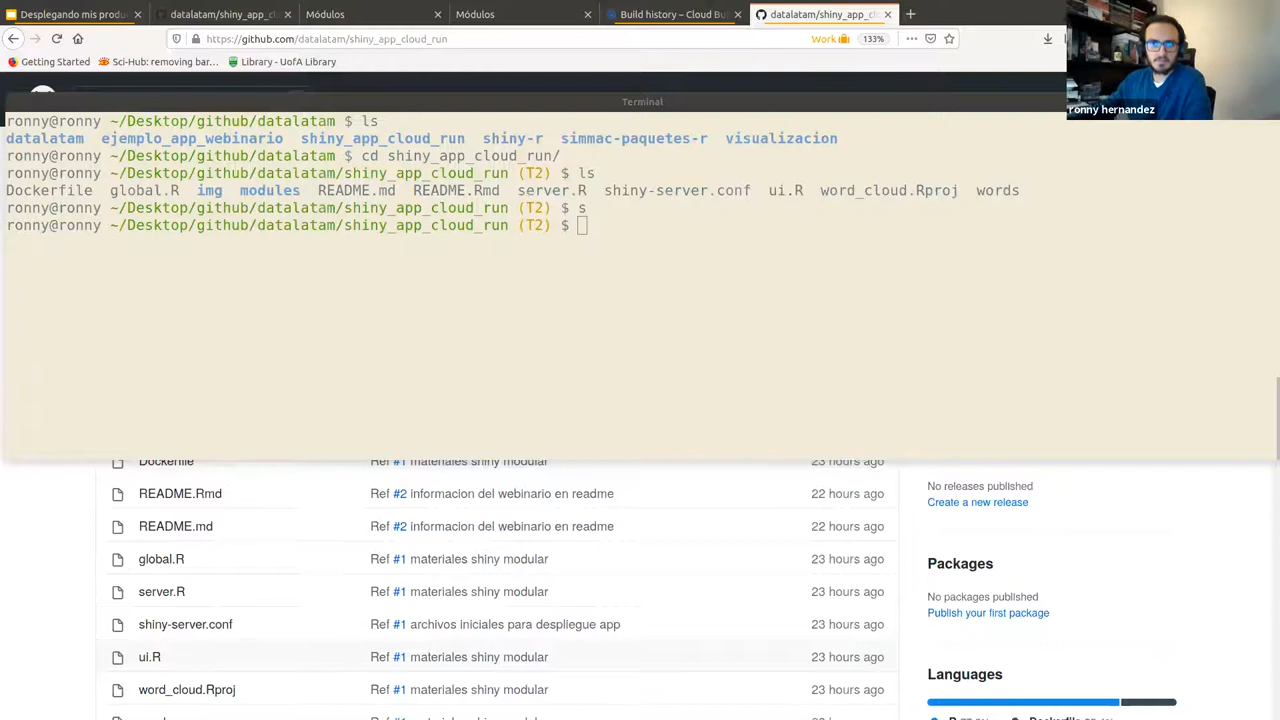 Desplegando mis produ
datalatam/shiny_app_clo
Módulos
Módulos
Build history – Cloud Bu
datalatam/shiny_app_clo
https://github.com/datalatam/shiny_app_cloud_run
Work
133%
Getting Started
Sci-Hub: removing bar...
Library - UofA Library
ronny hernandez
Terminal
ronny@ronny ~/Desktop/github/datalatam $ ls
datalatam ejemplo_app_webinario shiny_app_cloud_run shiny-r simmac-paquetes-r visualizacion
ronny@ronny ~/Desktop/github/datalatam $ cd shiny_app_cloud_run/
ronny@ronny ~/Desktop/github/datalatam/shiny_app_cloud_run (T2) $ ls
Dockerfile global.R img modules README.md README.Rmd server.R shiny-server.conf ui.R word_cloud.Rproj words
ronny@ronny ~/Desktop/github/datalatam/shiny_app_cloud_run (T2) $ s
ronny@ronny ~/Desktop/github/datalatam/shiny_app_cloud_run (T2) $
Dockerfile Ref #1 materiales shiny modular 23 hours ago
README.Rmd Ref #2 informacion del webinario en readme 22 hours ago
README.md Ref #2 informacion del webinario en readme 22 hours ago
global.R Ref #1 materiales shiny modular 23 hours ago
server.R Ref #1 materiales shiny modular 23 hours ago
shiny-server.conf Ref #1 archivos iniciales para despliegue app 23 hours ago
ui.R Ref #1 materiales shiny modular 23 hours ago
word_cloud.Rproj Ref #1 materiales shiny modular 23 hours ago
No releases published
Create a new release
Packages
No packages published
Publish your first package
Languages